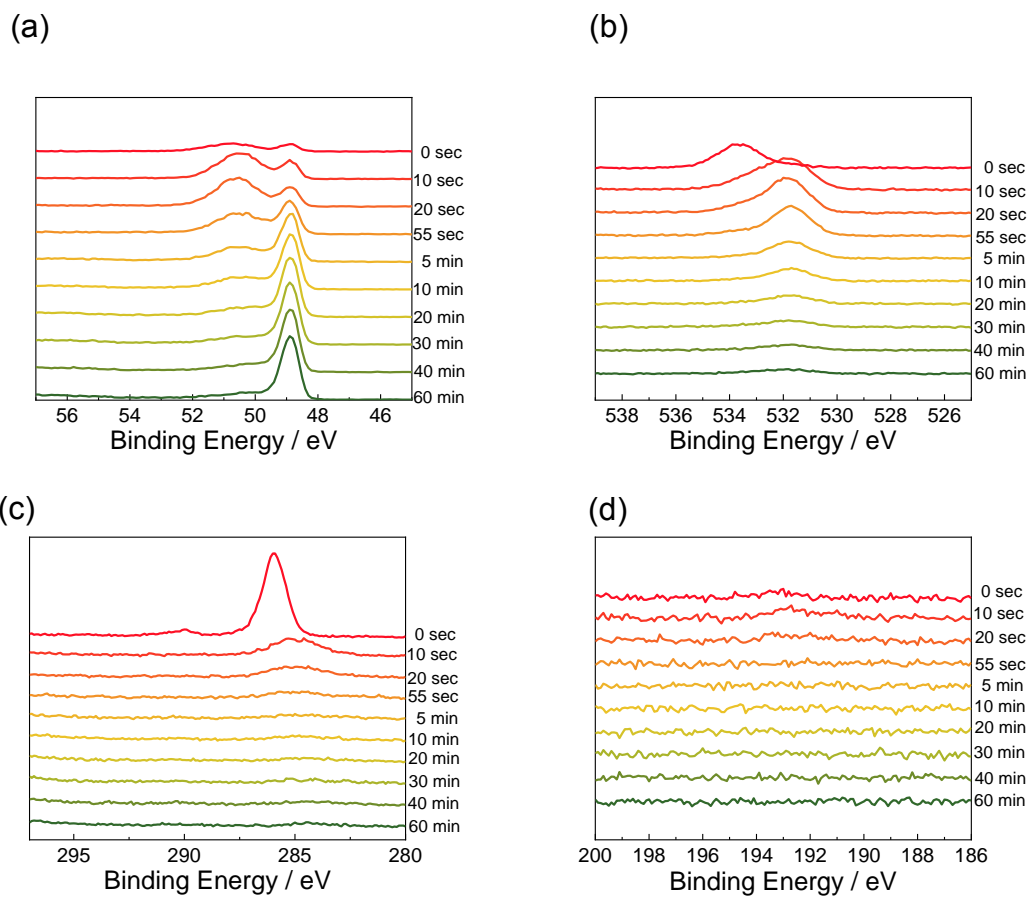 (a)
0 sec
10 sec
20 sec
55 sec
5 min
10 min
20 min
30 min
40 min
60 min
56 54 52 50 48 46
Binding Energy / eV
(b)
0 sec
10 sec
20 sec
55 sec
5 min
10 min
20 min
30 min
40 min
60 min
538 536 534 532 530 528 526
Binding Energy / eV
(c)
0 sec
10 sec
20 sec
55 sec
5 min
10 min
20 min
30 min
40 min
60 min
295 290 285 280
Binding Energy / eV
(d)
0 sec
10 sec
20 sec
55 sec
5 min
10 min
20 min
30 min
40 min
60 min
200 198 196 194 192 190 188 186
Binding Energy / eV